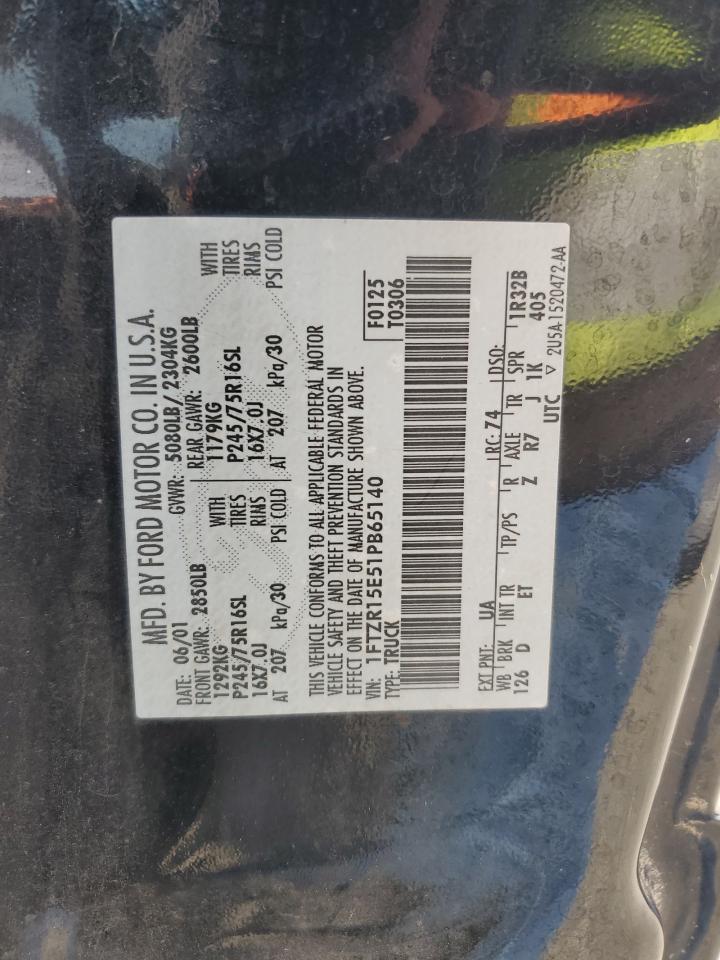 MFD. BY FORD MOTOR CO. IN U.S.A.
DATE: 06/01 GVWR: 5080LB / 2304KG
FRONT GAWR: 2850LB REAR GAWR: 2600LB
1292KG WITH 1179KG WITH
P245/75R16SL TIRES P245/75R16SL TIRES
16X7.0J RIMS 16X7.0J RIMS
AT 207 kPa/30 PSI COLD AT 207 kPa/30 PSI COLD
THIS VEHICLE CONFORMS TO ALL APPLICABLE FEDERAL MOTOR
VEHICLE SAFETY AND THEFT PREVENTION STANDARDS IN
EFFECT ON THE DATE OF MANUFACTURE SHOWN ABOVE.
VIN: 1FTZR15E51PB65140 F0125
TYPE: TRUCK T0306
EXT PNT: UA RC: 74 DSO:
WB BRK INT TR TP/PS R AXLE TR SPR 1R32B
126 D ET Z R7 J 1K 405
UTC ▽ 2U5A-1520472-AA